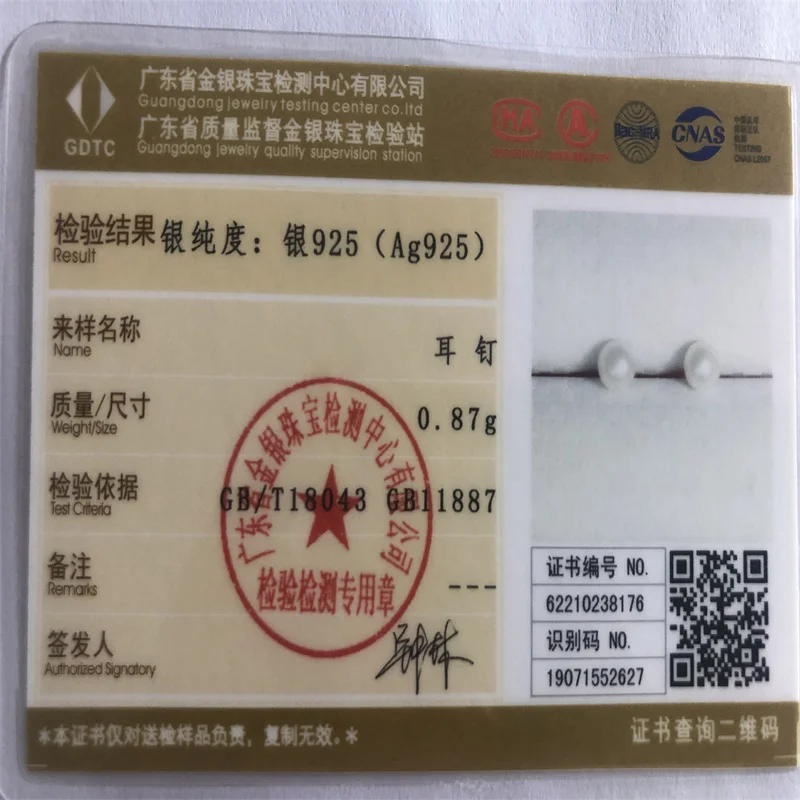 广东省金银珠宝检测中心有限公司
Guangdong jewelry testing center co.ltd
广东省质量监督金银珠宝检验站
Guangdong jewelry quality supervision station
GDTC
MA
CNAS
TESTING
检验结果 银纯度：银925（Ag925）
Result
来样名称 耳 钉
Name
质量/尺寸 0.87g
Weight/Size
检验依据 GB/T18043 GB11887
Test Criteria
备注 ---
Remarks
签发人
Authorized Signatory
广东省金银珠宝检测中心有限公司
检验检测专用章
证书编号 NO.
62210238176
识别码 NO.
19071552627
*本证书仅对送检样品负责，复制无效。*
证书查询二维码